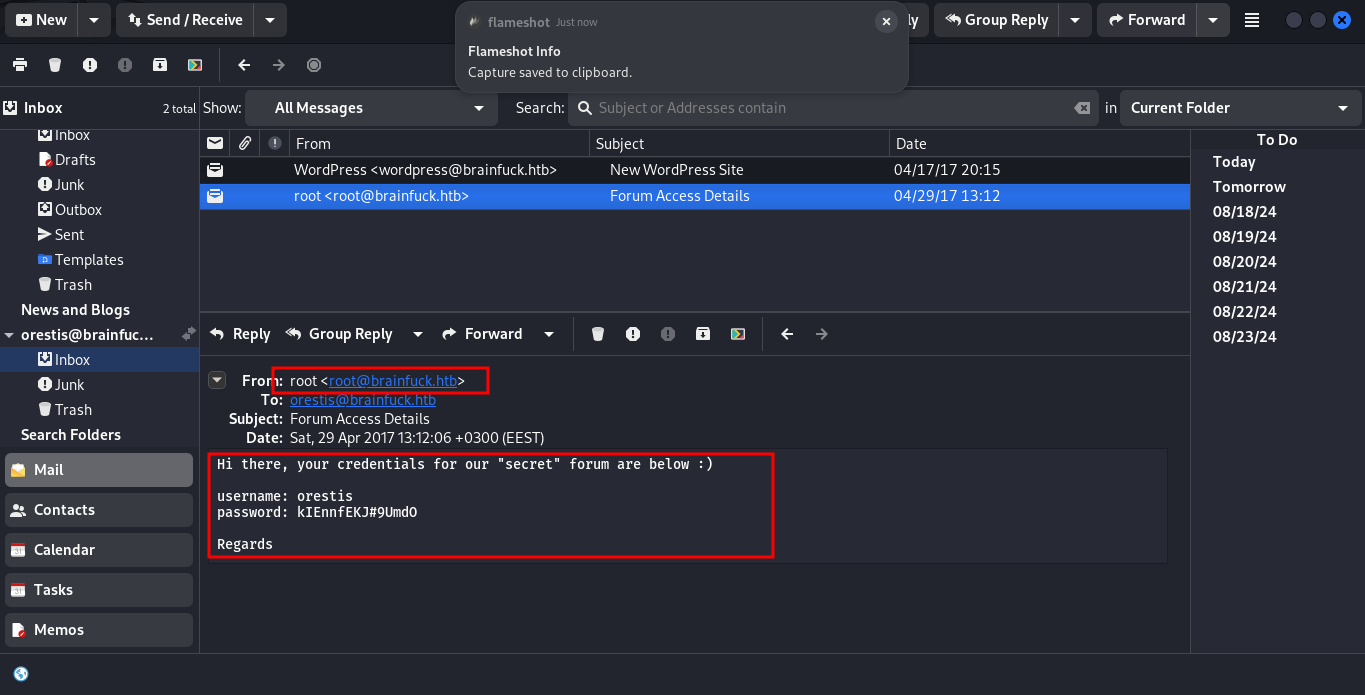 New
Send / Receive
flameshot Just now
Flameshot Info
Capture saved to clipboard.
ly
Group Reply
Forward
Inbox
2 total
Show:
All Messages
Search:
Subject or Addresses contain
in
Current Folder
Inbox
Drafts
Junk
Outbox
Sent
Templates
Trash
News and Blogs
orestis@brainfuc...
Inbox
Junk
Trash
Search Folders
Mail
Contacts
Calendar
Tasks
Memos
From Subject Date
WordPress <wordpress@brainfuck.htb> New WordPress Site 04/17/17 20:15
root <root@brainfuck.htb> Forum Access Details 04/29/17 13:12
Reply
Group Reply
Forward
From: root <root@brainfuck.htb>
To: orestis@brainfuck.htb
Subject: Forum Access Details
Date: Sat, 29 Apr 2017 13:12:06 +0300 (EEST)
Hi there, your credentials for our "secret" forum are below :)
username: orestis
password: kIEnnfEKJ#9UmdO
Regards
To Do
Today
Tomorrow
08/18/24
08/19/24
08/20/24
08/21/24
08/22/24
08/23/24